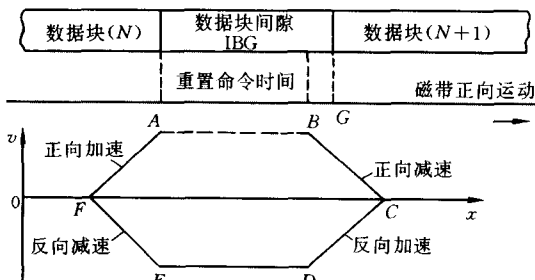 数据块(N)
数据块间隙
IBG
数据块(N+1)
重置命令时间
磁带正向运动
A
B
G
v
正向加速
正向减速
0
F
C
x
反向减速
反向加速
E
D